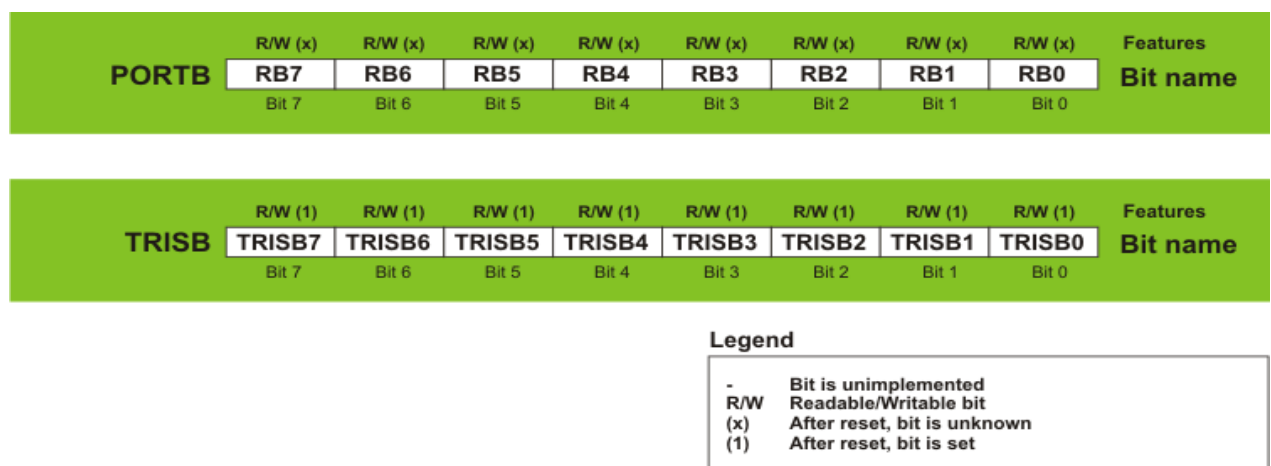 R/W (x) R/W (x) R/W (x) R/W (x) R/W (x) R/W (x) R/W (x) R/W (x) Features
PORTB RB7 RB6 RB5 RB4 RB3 RB2 RB1 RB0 Bit name
Bit 7 Bit 6 Bit 5 Bit 4 Bit 3 Bit 2 Bit 1 Bit 0
R/W (1) R/W (1) R/W (1) R/W (1) R/W (1) R/W (1) R/W (1) R/W (1) Features
TRISB TRISB7 TRISB6 TRISB5 TRISB4 TRISB3 TRISB2 TRISB1 TRISB0 Bit name
Bit 7 Bit 6 Bit 5 Bit 4 Bit 3 Bit 2 Bit 1 Bit 0
Legend
- Bit is unimplemented
R/W Readable/Writable bit
(x) After reset, bit is unknown
(1) After reset, bit is set